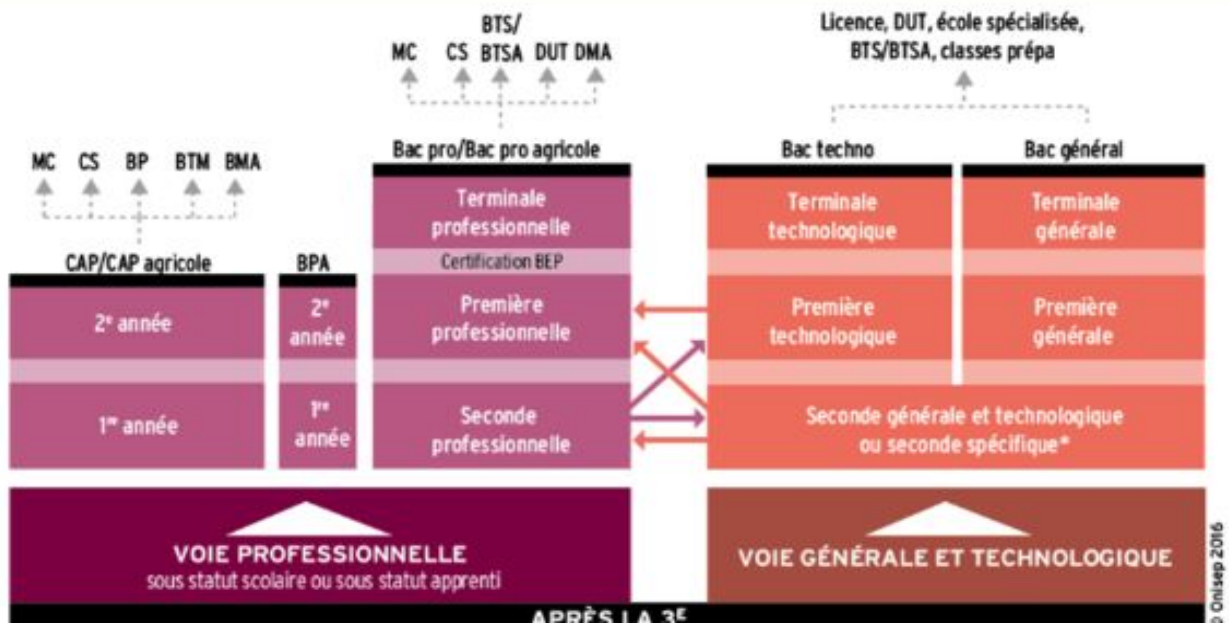 BTS/
MC CS BTSA DUT DMA
Licence, DUT, école spécialisée,
BTS/BTSA, classes prépa
MC CS BP BTM BMA
Bac pro/Bac pro agricole
Bac techno
Bac général
Terminale
professionnelle
Terminale
technologique
Terminale
générale
CAP/CAP agricole
BPA
Certification BEP
2e année
2e
année
Première
professionnelle
Première
technologique
Première
générale
1re année
1re
année
Seconde
professionnelle
Seconde générale et technologique
ou seconde spécifique*
VOIE PROFESSIONNELLE
sous statut scolaire ou sous statut apprenti
VOIE GÉNÉRALE ET TECHNOLOGIQUE
APRÈS LA 3E
© Onisep 2016